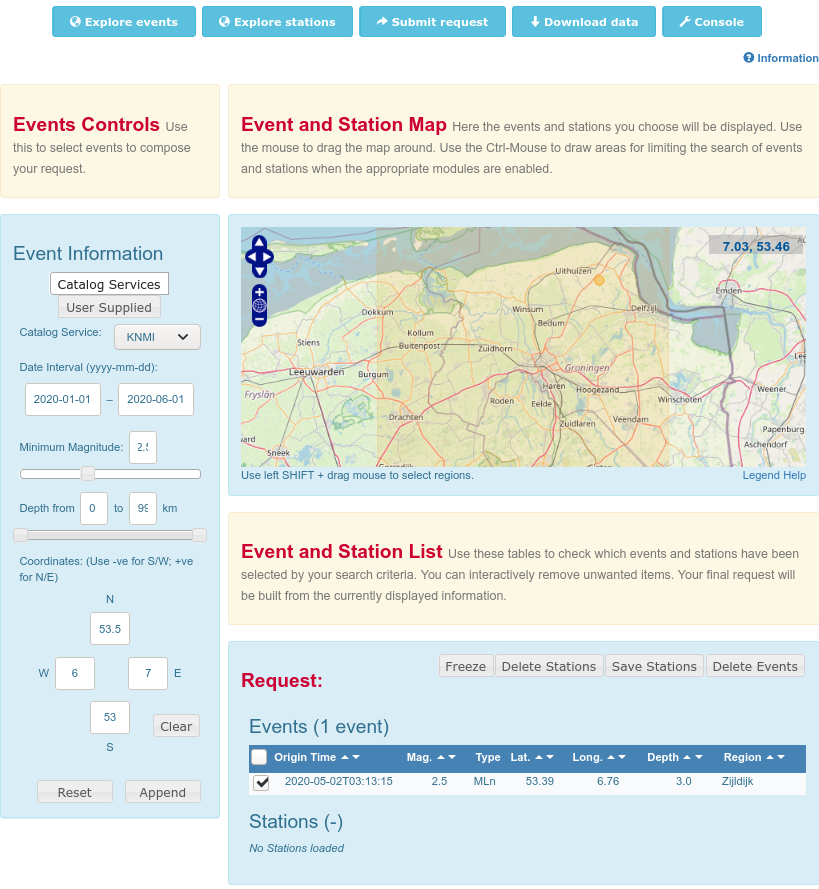 Explore events
Explore stations
Submit request
Download data
Console
Information
Events Controls Use
this to select events to compose
your request.
Event and Station Map Here the events and stations you choose will be displayed. Use
the mouse to drag the map around. Use the Ctrl-Mouse to draw areas for limiting the search of events
and stations when the appropriate modules are enabled.
Event Information
Catalog Services
User Supplied
Catalog Service: KNMI
Date Interval (yyyy-mm-dd):
2020-01-01 – 2020-06-01
Minimum Magnitude: 2.5
Depth from 0 to 99 km
Coordinates: (Use -ve for S/W; +ve
for N/E)
N
53.5
W 6 7 E
53
S
Clear
Reset Append
7.03, 53.46
Uithuizen
Emden
Delfzijl
Dokkum
Winsum
Bedum
Kollum
Buitenpost
Stiens
Zuidhorn
Groningen
Leeuwarden
Burgum
Haren
Hoogezand
Weener
Fryslân
Roden
Eelde
Winschoten
Drachten
Zuidlaren
Veendam
Papenburg
Aschendorf
Sneek
Use left SHIFT + drag mouse to select regions.
Legend Help
Event and Station List Use these tables to check which events and stations have been
selected by your search criteria. You can interactively remove unwanted items. Your final request will
be built from the currently displayed information.
Freeze Delete Stations Save Stations Delete Events
Request:
Events (1 event)
Origin Time Mag. Type Lat. Long. Depth Region
2020-05-02T03:13:15 2.5 MLn 53.39 6.76 3.0 Zijldijk
Stations (-)
No Stations loaded